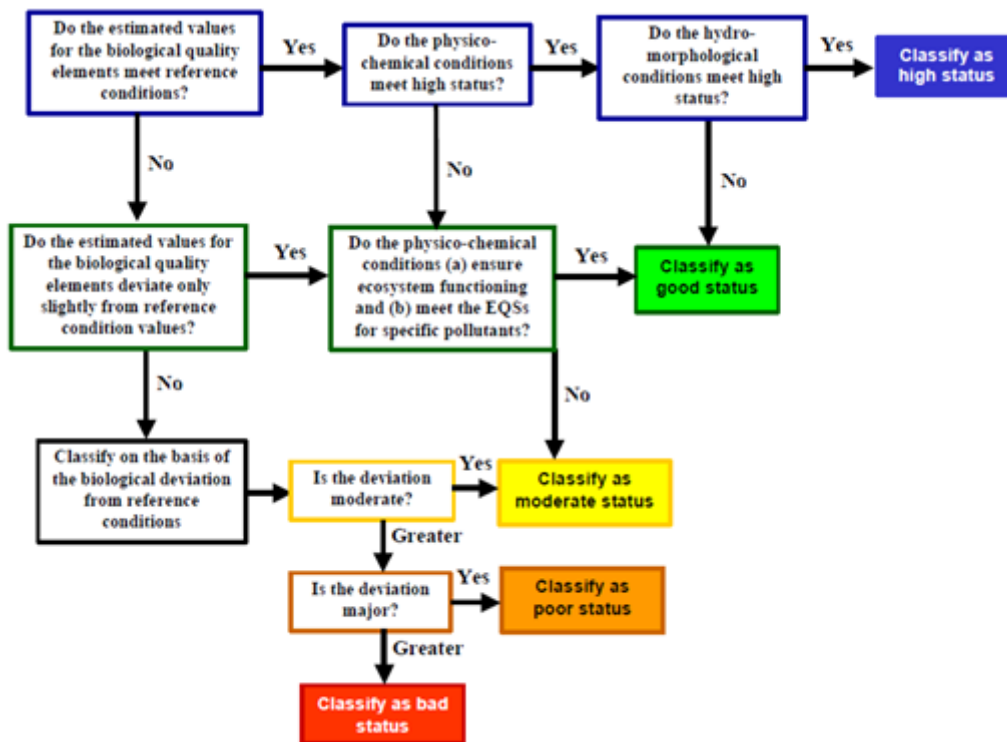 Do the estimated values
for the biological quality
elements meet reference
conditions?
Yes
Do the physico-
chemical conditions
meet high status?
Yes
Do the hydro-
morphological
conditions meet high
status?
Yes
Classify as
high status
No
No
No
Do the estimated values for
the biological quality
elements deviate only
slightly from reference
condition values?
Yes
Do the physico-chemical
conditions (a) ensure
ecosystem functioning
and (b) meet the EQSs
for specific pollutants?
Yes
Classify as
good status
No
No
Classify on the basis of
the biological deviation
from reference
conditions
Is the deviation
moderate?
Yes
Classify as
moderate status
Greater
Is the deviation
major?
Yes
Classify as
poor status
Greater
Classify as bad
status